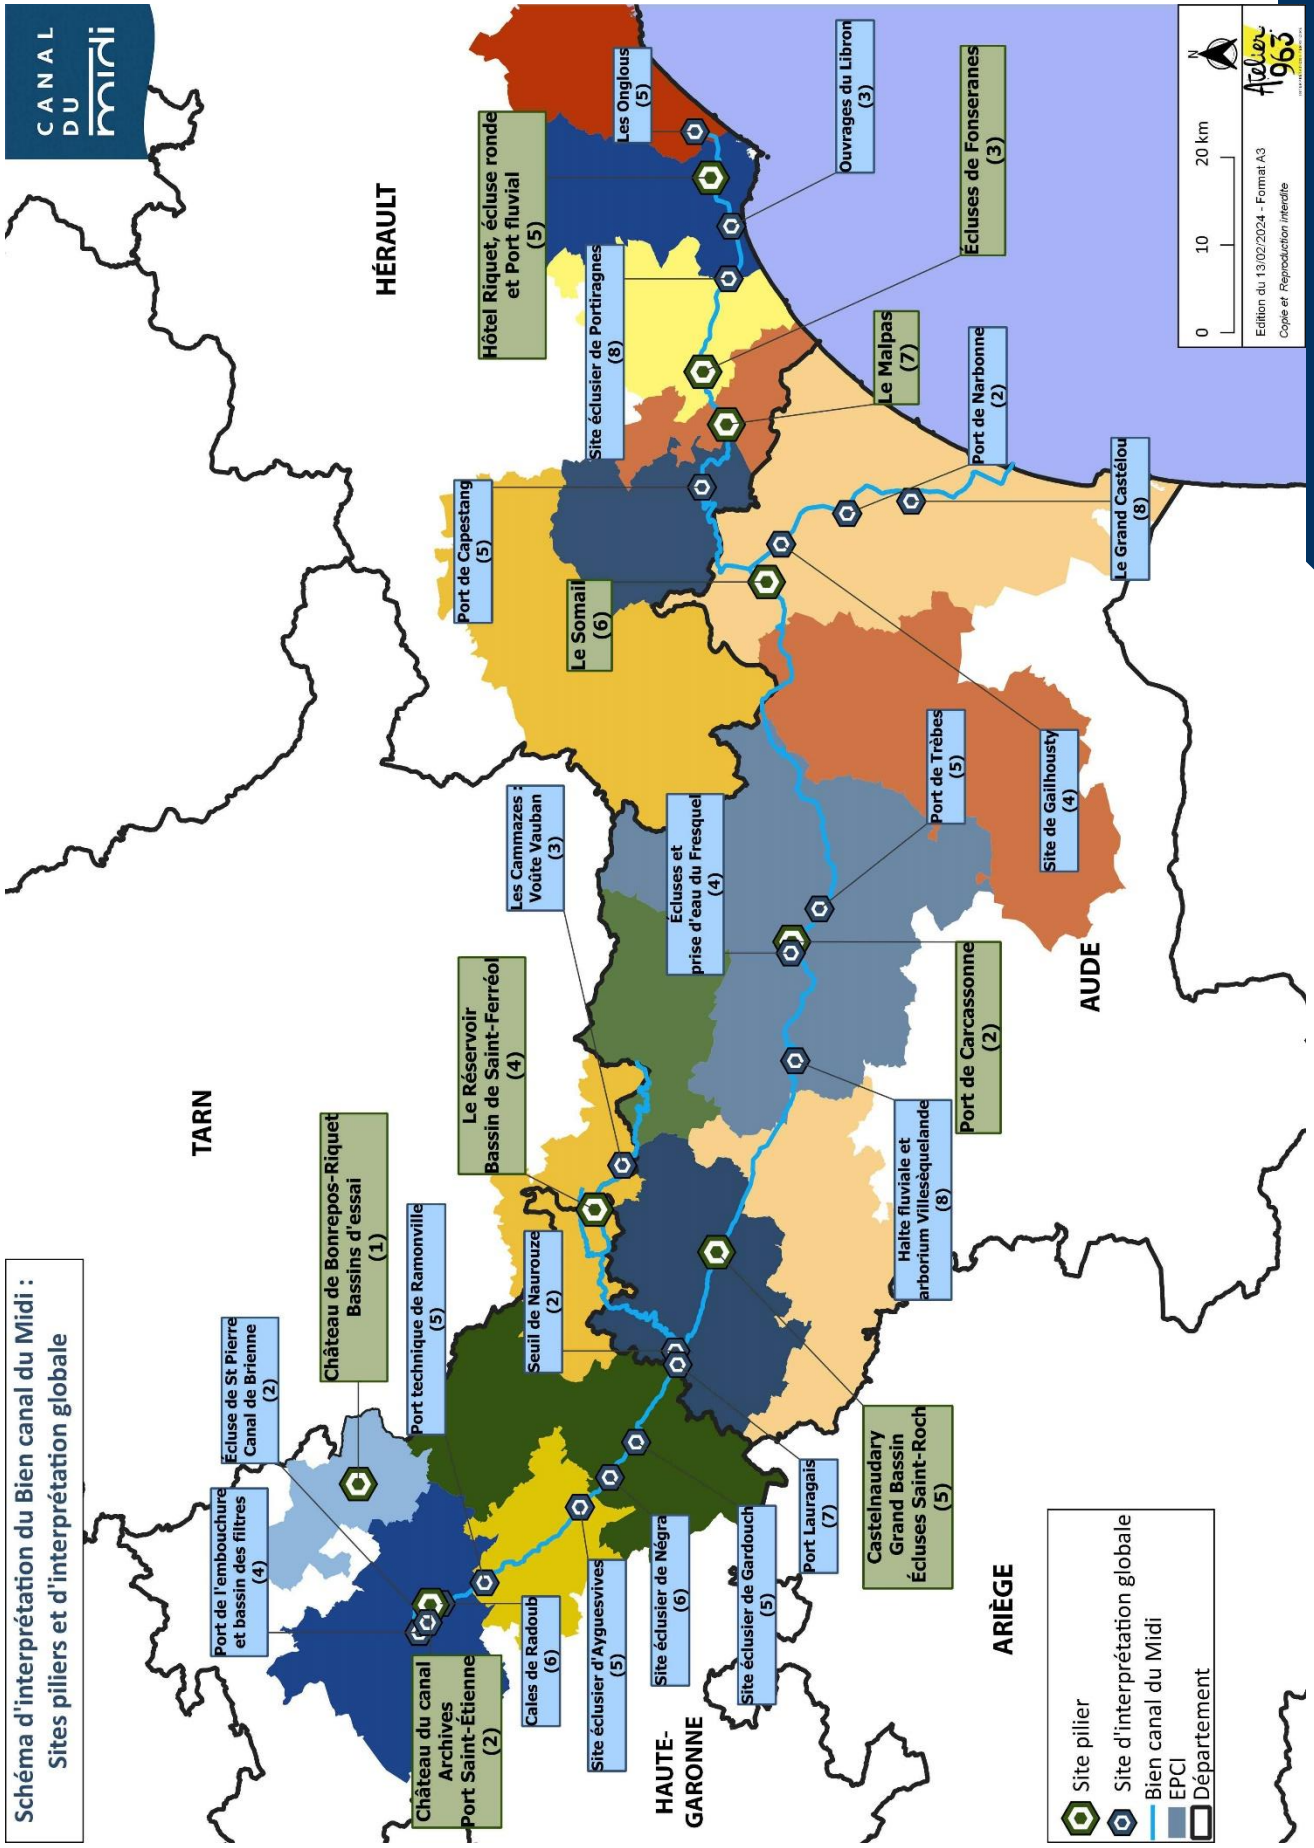 Schéma d'interprétation du Bien canal du Midi :
Sites piliers et d'interprétation globale
CANAL
DU
midi
TARN
HÉRAULT
HAUTE-
GARONNE
ARIÈGE
AUDE
Port de l'embouchure
et bassin des filtres
(4)
Écluse de St Pierre
Canal de Brienne
(2)
Château de Bonrepos-Riquet
Bassins d'essai
(1)
Port technique de Ramonville
(5)
Le Réservoir
Bassin de Saint-Ferréol
(4)
Seuil de Naurouze
(2)
Les Cammazes :
Voûte Vauban
(3)
Écluses et
prise d'eau du Fresquel
(4)
Le Somail
(6)
Port de Capestang
(5)
Site éclusier de Portiragnes
(8)
Hôtel Riquet, écluse ronde
et Port fluvial
(5)
Les Onglous
(5)
Ouvrages du Libron
(3)
Écluses de Fonseranes
(3)
Le Malpas
(7)
Port de Narbonne
(2)
Le Grand Castélou
(8)
Site de Gailhousty
(4)
Port de Trèbes
(5)
Port de Carcassonne
(2)
Halte fluviale et
arborium Villesèquelande
(8)
Castelnaudary
Grand Bassin
Écluses Saint-Roch
(5)
Port Lauragais
(7)
Site éclusier de Gardouch
(5)
Site éclusier de Négra
(6)
Site éclusier d'Ayguesvives
(5)
Cales de Radoub
(6)
Château du canal
Archives
Port Saint-Étienne
(2)
Site pilier
Site d'interprétation globale
Bien canal du Midi
EPCI
Département
0 10 20 km
N
Edition du 13/02/2024 - Format A3
Copie et Reproduction interdite
Atelier
963